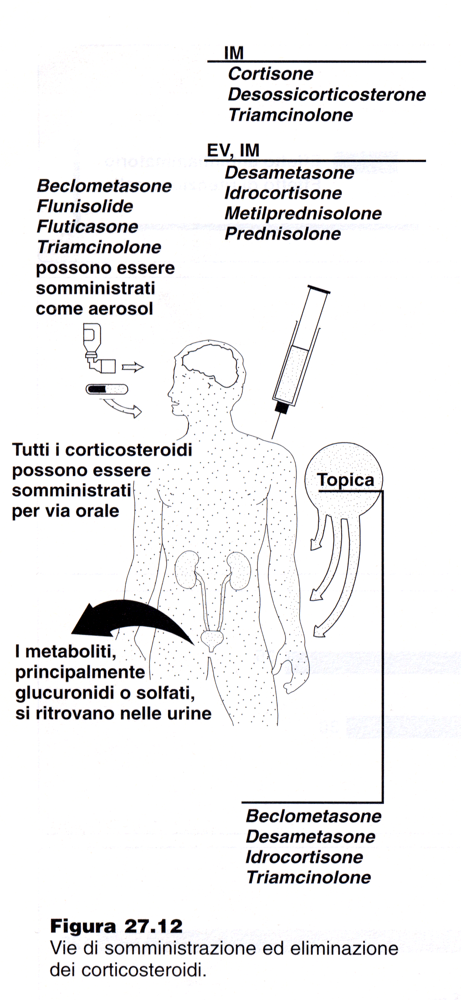 IM
Cortisone
Desossicorticosterone
Triamcinolone
EV, IM
Desametasone
Idrocortisone
Metilprednisolone
Prednisolone
Beclometasone
Flunisolide
Fluticasone
Triamcinolone
possono essere
somministrati
come aerosol
Tutti i corticosteroidi
possono essere
somministrati
per via orale
Topica
I metaboliti,
principalmente
glucuronidi o solfati,
si ritrovano nelle urine
Beclometasone
Desametasone
Idrocortisone
Triamcinolone
Figura 27.12
Vie di somministrazione ed eliminazione
dei corticosteroidi.